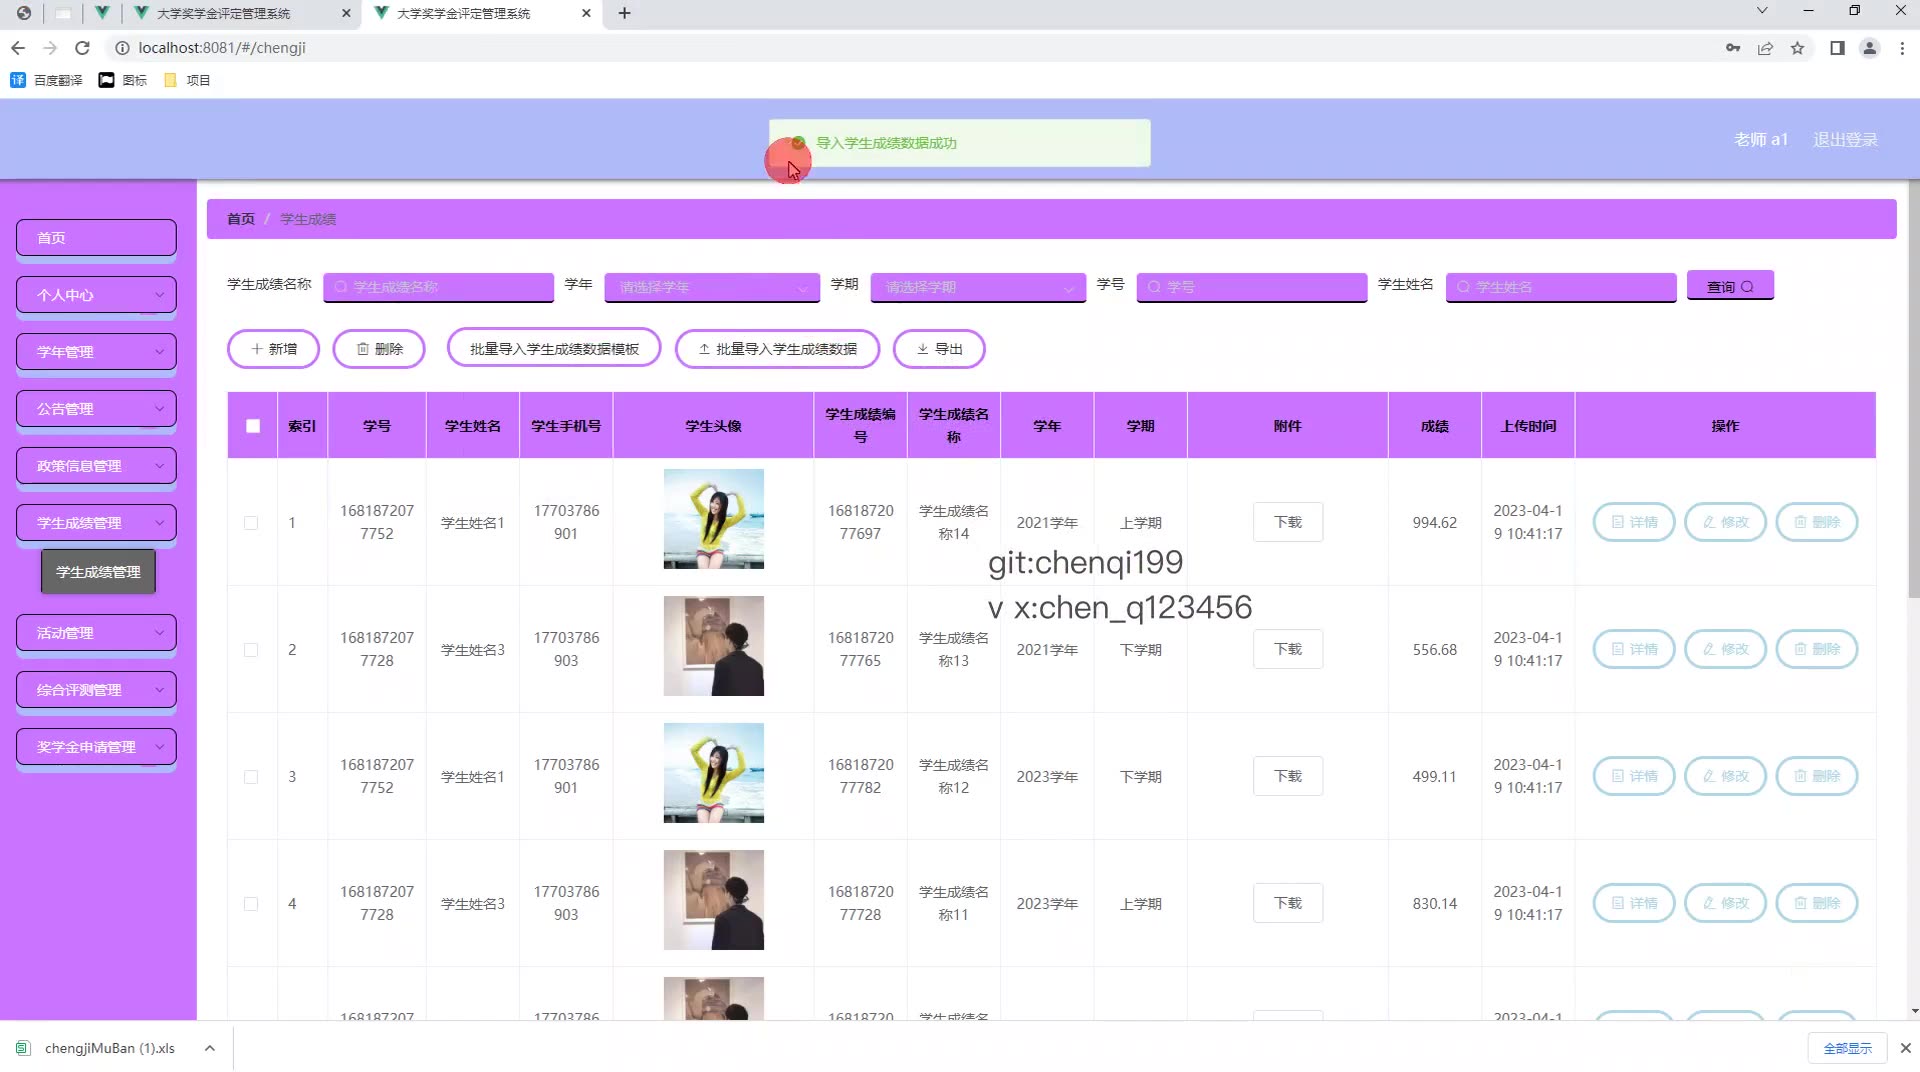 大学奖学金评定管理系统
大学奖学金评定管理系统
localhost:8081/#/chengji
百度翻译
图标
项目
导入学生成绩数据成功
老师 a1
退出登录
首页
个人中心
学年管理
公告管理
政策信息管理
学生成绩管理
学生成绩管理
活动管理
综合评测管理
奖学金申请管理
首页 / 学生成绩
学生成绩名称 学生成绩名称 学年 请选择学年 学期 请选择学期 学号 学号 学生姓名 学生姓名 查询
新增 删除 批量导入学生成绩数据模板 批量导入学生成绩数据 导出
索引 学号 学生姓名 学生手机号 学生头像 学生成绩编号 学生成绩名称 学年 学期 附件 成绩 上传时间 操作
1 1681872077752 学生姓名1 17703786901 1681872077697 学生成绩名称14 2021学年 上学期 下载 994.62 2023-04-19 10:41:17 详情 修改 删除
git:chenqi199
v x:chen_q123456
2 1681872077728 学生姓名3 17703786903 1681872077765 学生成绩名称13 2021学年 下学期 下载 556.68 2023-04-19 10:41:17 详情 修改 删除
3 1681872077752 学生姓名1 17703786901 1681872077782 学生成绩名称12 2023学年 下学期 下载 499.11 2023-04-19 10:41:17 详情 修改 删除
4 1681872077728 学生姓名3 17703786903 1681872077728 学生成绩名称11 2023学年 上学期 下载 830.14 2023-04-19 10:41:17 详情 修改 删除
168187207 17703786 16818720 学生成绩名 2023-04-1
chengjiMuBan (1).xls
全部显示